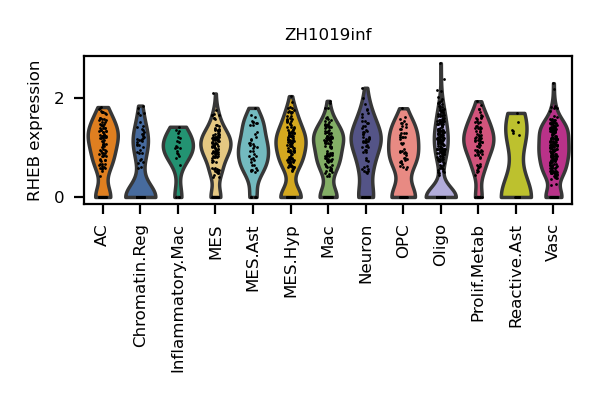 ZH1019inf
RHEB expression
2
0
AC
Chromatin.Reg
Inflammatory.Mac
MES
MES.Ast
MES.Hyp
Mac
Neuron
OPC
Oligo
Prolif.Metab
Reactive.Ast
Vasc